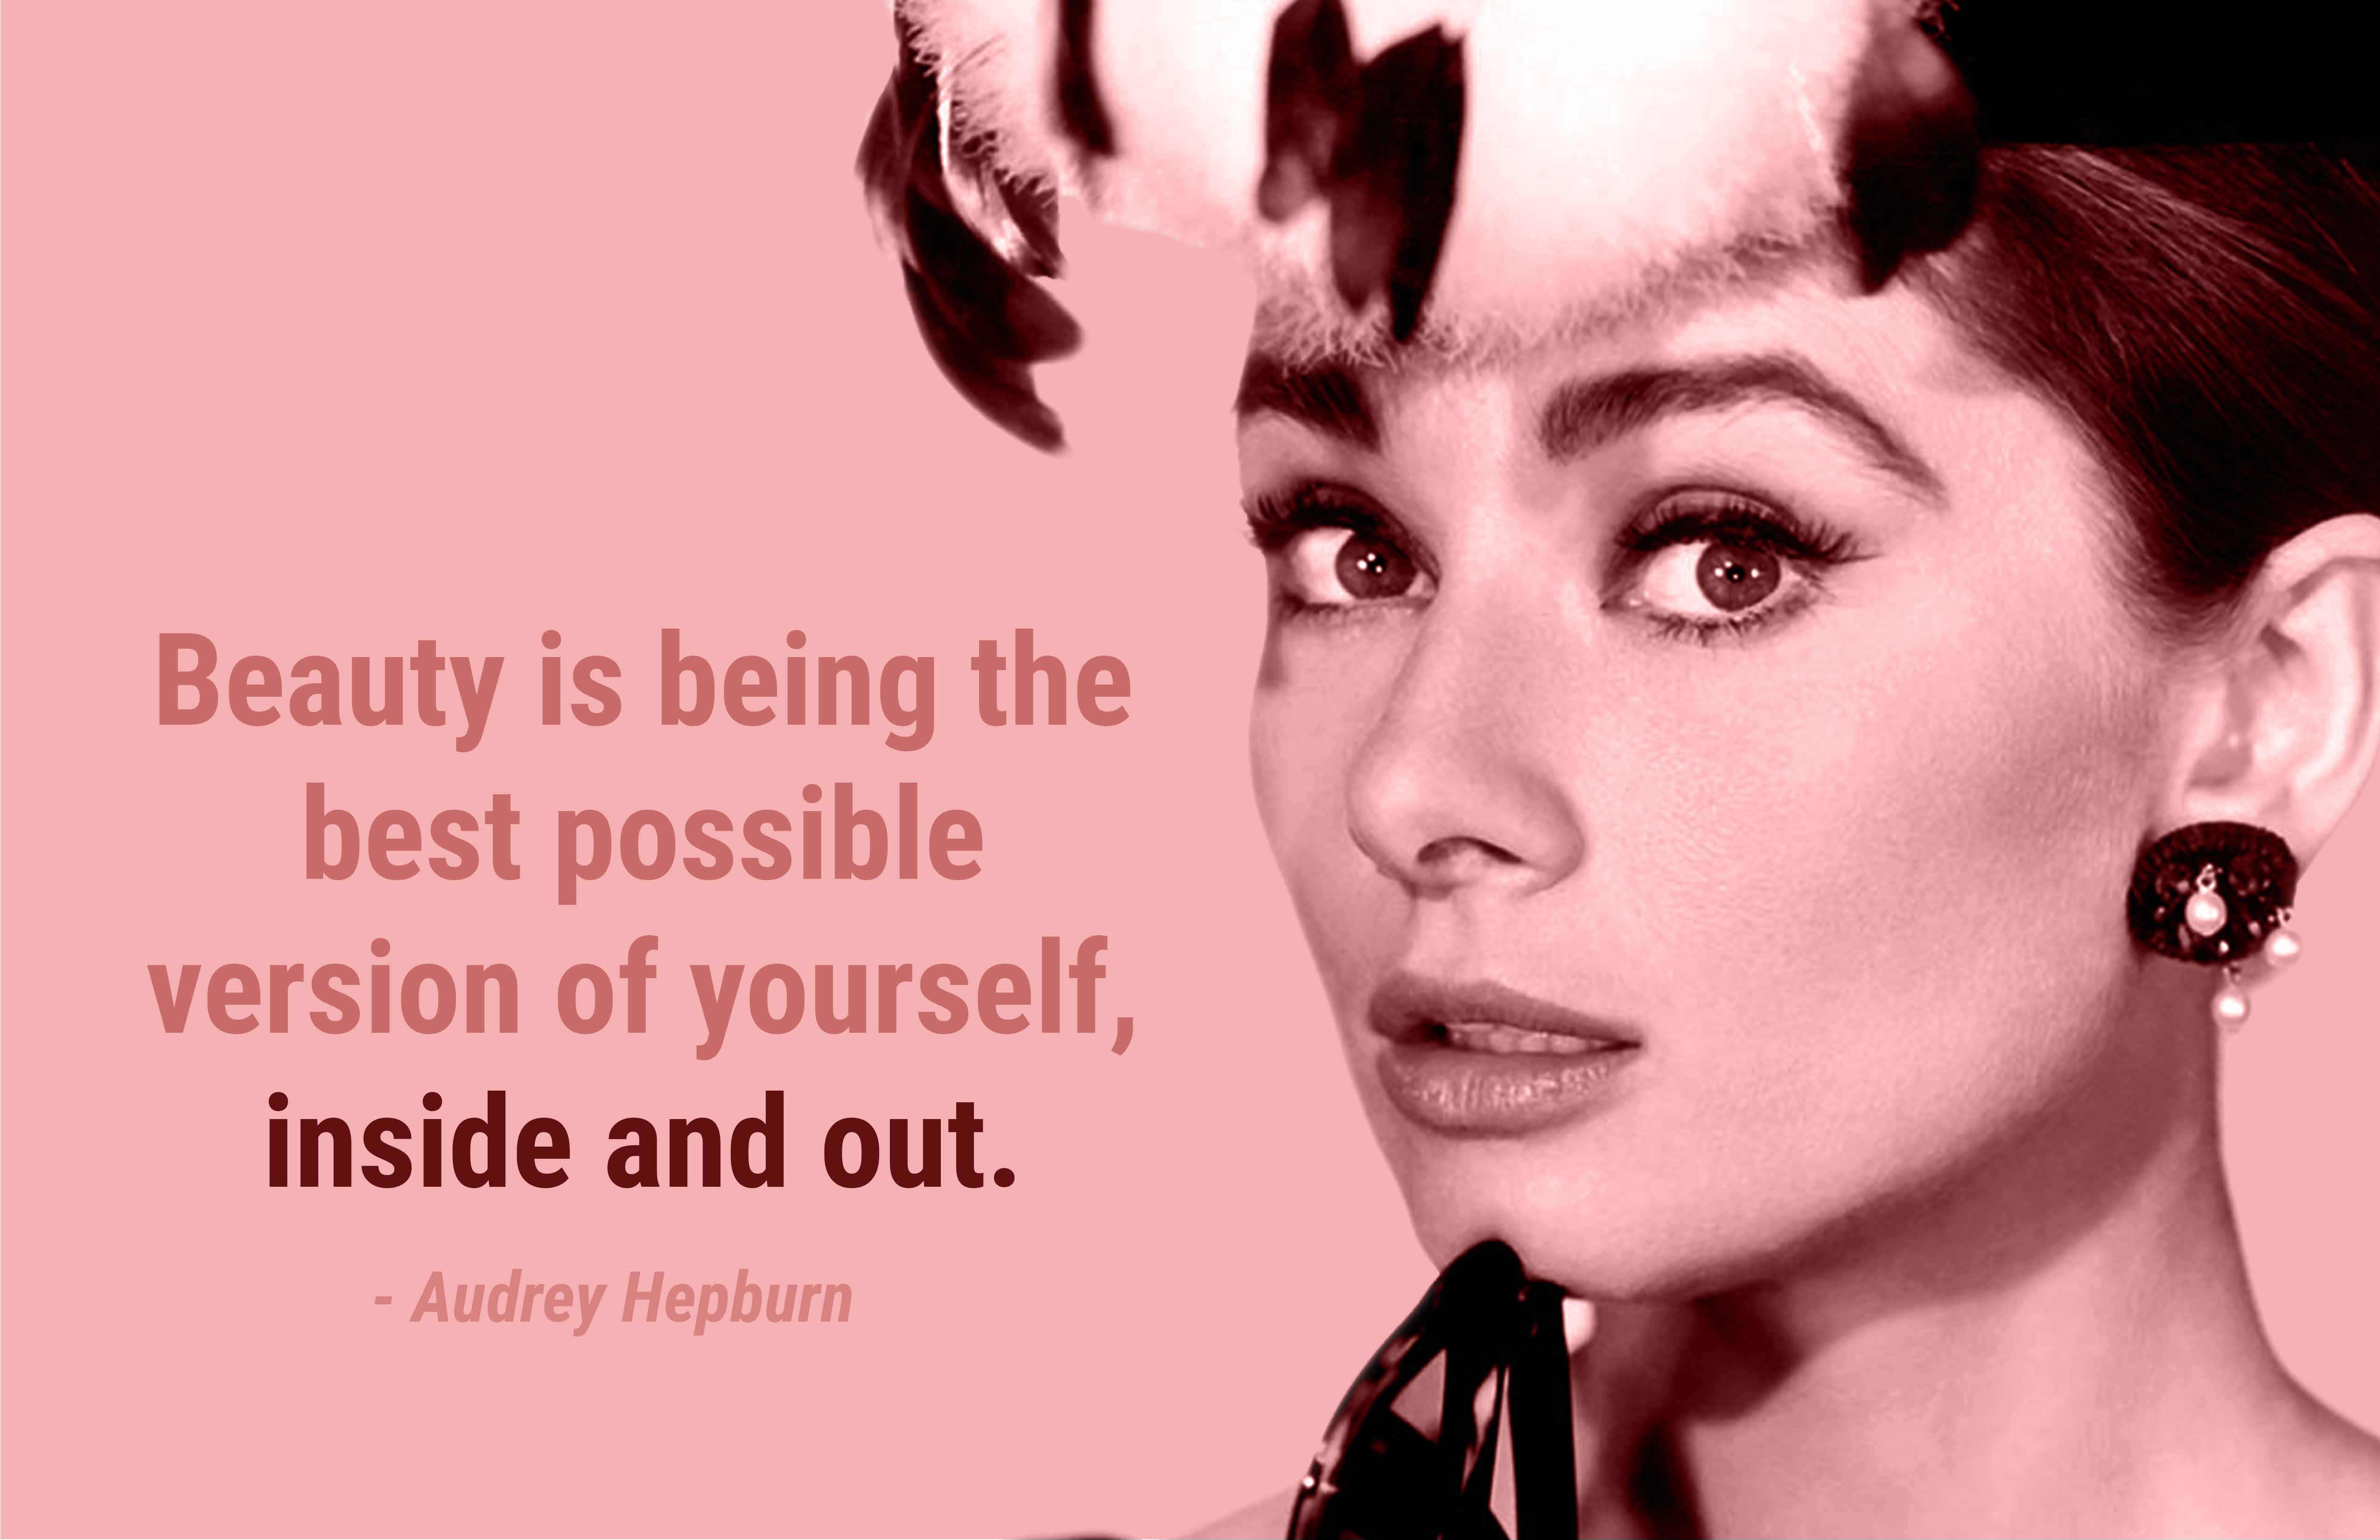 Beauty is being the
best possible
version of yourself,
inside and out.
- Audrey Hepburn